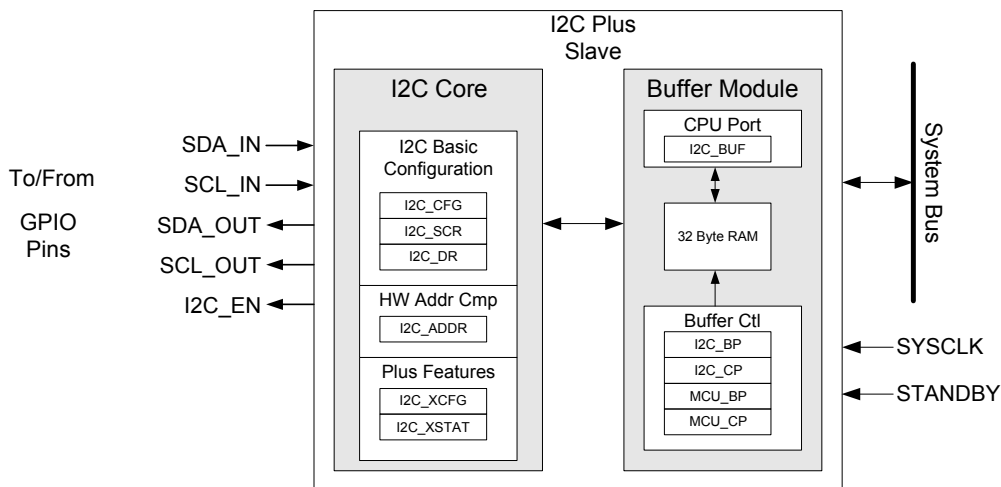 I2C Plus
Slave
I2C Core
I2C Basic
Configuration
I2C_CFG
I2C_SCR
I2C_DR
HW Addr Cmp
I2C_ADDR
Plus Features
I2C_XCFG
I2C_XSTAT
Buffer Module
CPU Port
I2C_BUF
32 Byte RAM
Buffer Ctl
I2C_BP
I2C_CP
MCU_BP
MCU_CP
To/From
GPIO
Pins
SDA_IN
SCL_IN
SDA_OUT
SCL_OUT
I2C_EN
System Bus
SYSCLK
STANDBY